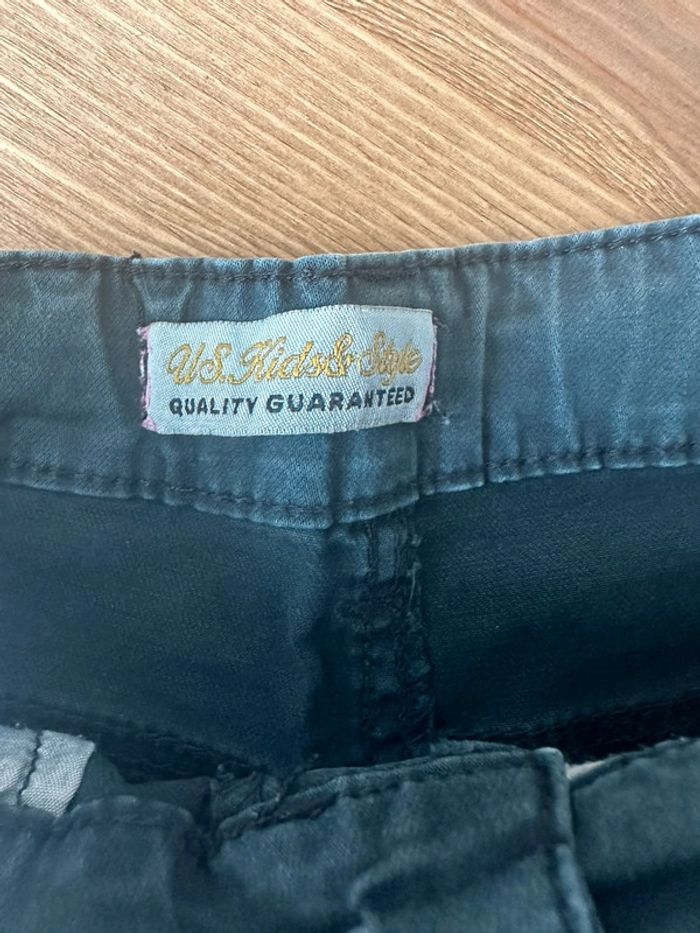 U.S. Kids & Style
QUALITY GUARANTEED